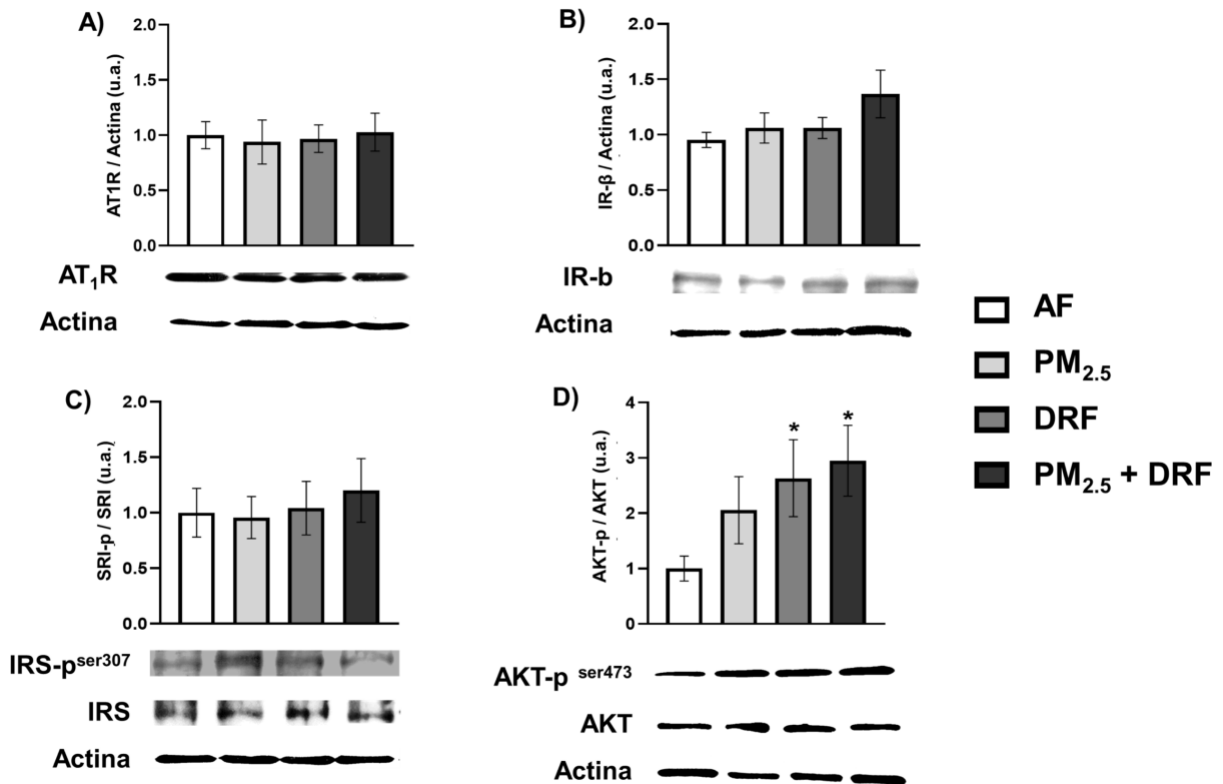 A)
2.0
1.5
1.0
0.5
0.0
AT1R / Actina (u.a.)
AT₁R
Actina
B)
2.0
1.5
1.0
0.5
0.0
IR-β / Actina (u.a.)
IR-b
Actina
C)
2.0
1.5
1.0
0.5
0.0
SRI-p / SRI (u.a.)
IRS-pˢᵉʳ³⁰⁷
IRS
Actina
D)
4
3
2
1
0
AKT-p / AKT (u.a.)
* *
AKT-p ˢᵉʳ⁴⁷³
AKT
Actina
AF
PM₂.₅
DRF
PM₂.₅ + DRF